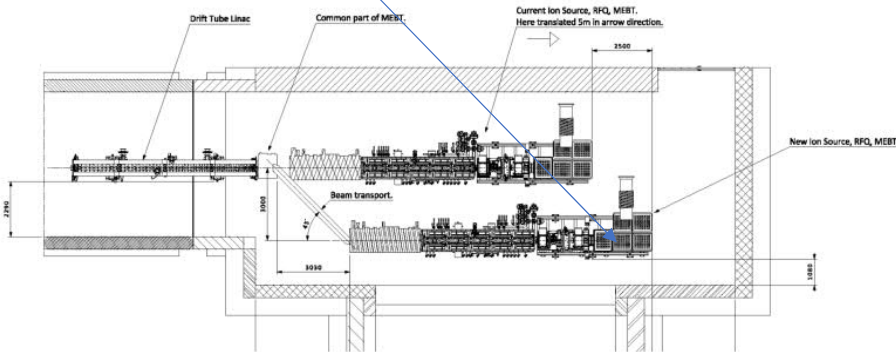 Drift Tube Linac
Common part of MEBT.
Current Ion Source, RFQ, MEBT.
Here translated 5m in arrow direction.
2500
New Ion Source, RFQ, MEBT
Beam transport.
2290
3000
45°
3030
1080